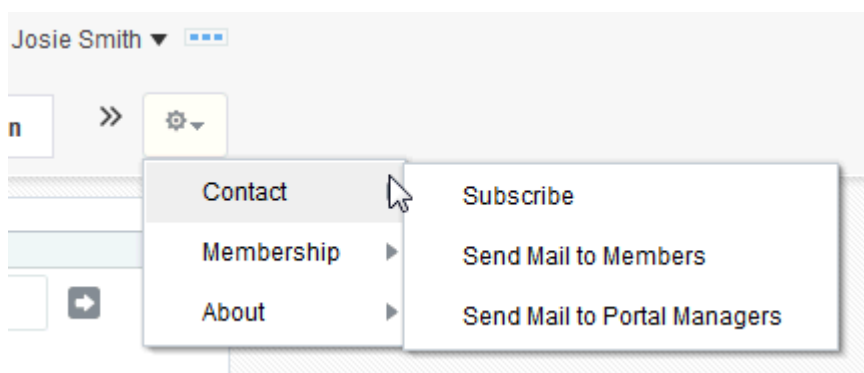 Josie Smith
n
Contact
Membership
About
Subscribe
Send Mail to Members
Send Mail to Portal Managers